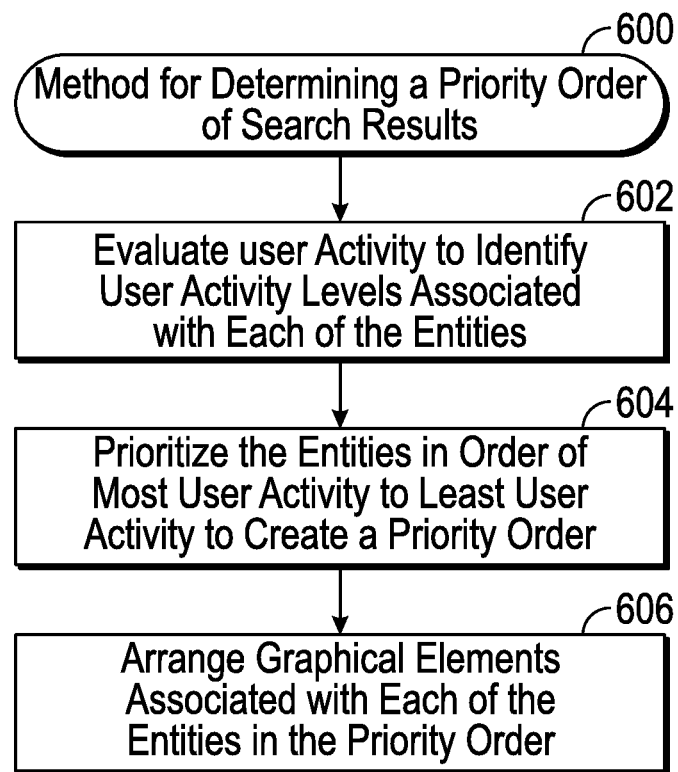 600
Method for Determining a Priority Order
of Search Results
602
Evaluate user Activity to Identify
User Activity Levels Associated
with Each of the Entities
604
Prioritize the Entities in Order of
Most User Activity to Least User
Activity to Create a Priority Order
606
Arrange Graphical Elements
Associated with Each of the
Entities in the Priority Order